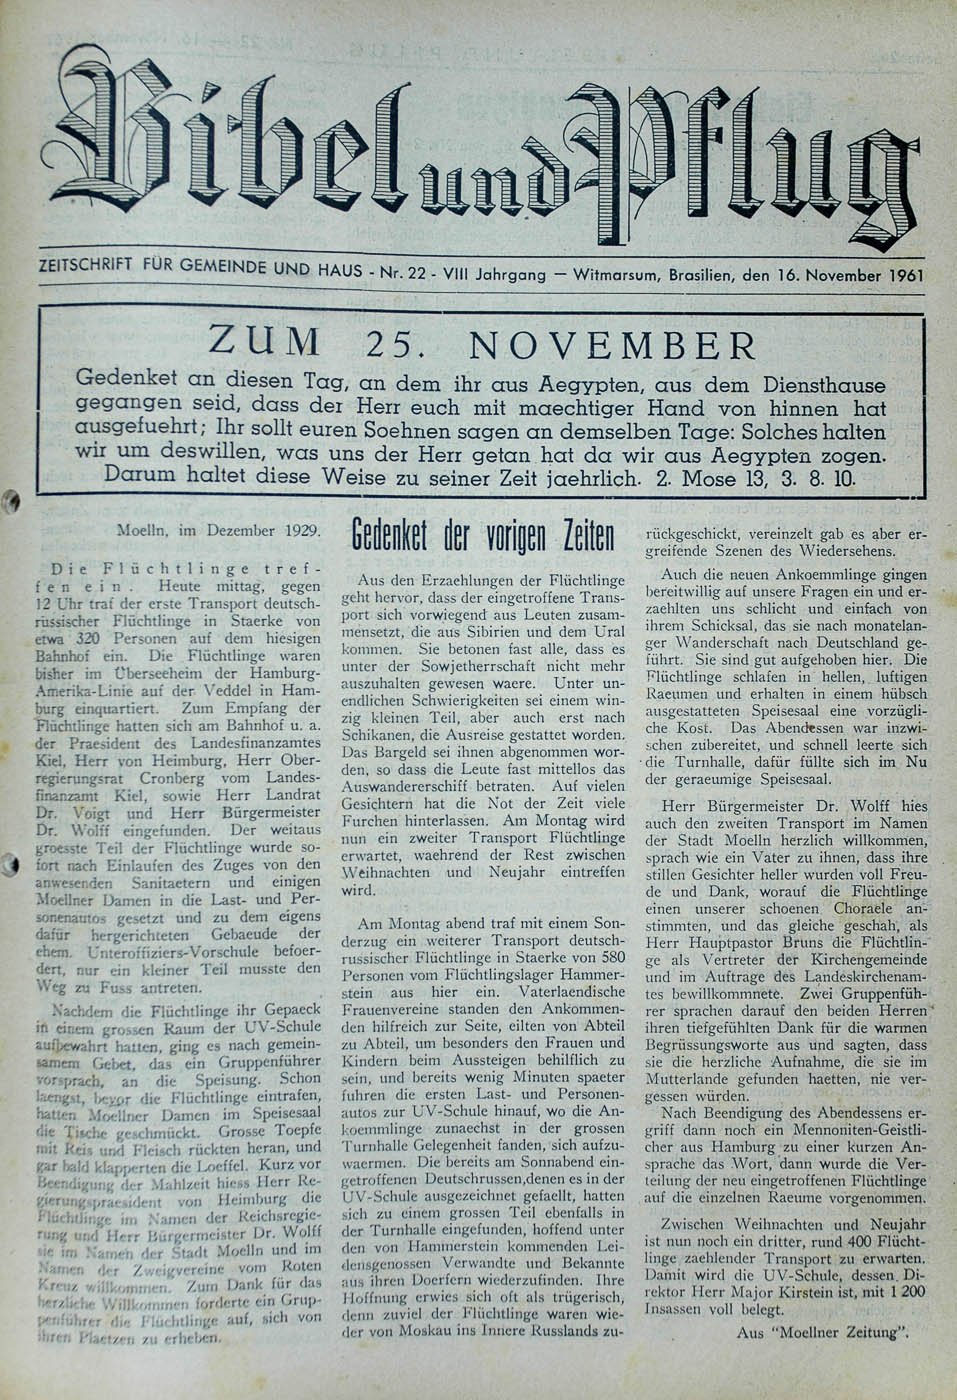 Bibel und Pflug
ZEITSCHRIFT FÜR GEMEINDE UND HAUS - Nr. 22 - VIII Jahrgang — Witmarsum, Brasilien, den 16. November 1961
ZUM 25. NOVEMBER
Gedenket an diesen Tag, an dem ihr aus Aegypten, aus dem Diensthause
gegangen seid, dass der Herr euch mit maechtiger Hand von hinnen hat
ausgefuehrt; Ihr sollt euren Soehnen sagen an demselben Tage: Solches halten
wir um deswillen, was uns der Herr getan hat da wir aus Aegypten zogen.
Darum haltet diese Weise zu seiner Zeit jaehrlich. 2. Mose 13, 3. 8. 10.
Moelln, im Dezember 1929.
Die Flüchtlinge tref-
fen ein. Heute mittag, gegen
12 Uhr traf der erste Transport deutsch-
russischer Flüchtlinge in Staerke von
etwa 320 Personen auf dem hiesigen
Bahnhof ein. Die Flüchtlinge waren
bisher im Überseeheim der Hamburg-
Amerika-Linie auf der Veddel in Ham-
burg einquartiert. Zum Empfang der
Flüchtlinge hatten sich am Bahnhof u. a.
der Praesident des Landesfinanzamtes
Kiel, Herr von Heimburg, Herr Ober-
regierungsrat Cronberg vom Landes-
finanzamt Kiel, sowie Herr Landrat
Dr. Voigt und Herr Bürgermeister
Dr. Wolff eingefunden. Der weitaus
groesste Teil der Flüchtlinge wurde so-
fort nach Einlaufen des Zuges von den
anwesenden Sanitaetern und einigen
Moellner Damen in die Last- und Per-
sonenautos gesetzt und zu dem eigens
dafür hergerichteten Gebaeude der
ehem. Unteroffiziers-Vorschule befoer-
dert, nur ein kleiner Teil musste den
Weg zu Fuss antreten.
Nachdem die Flüchtlinge ihr Gepaeck
in einem grossen Raum der UV-Schule
aufbewahrt hatten, ging es nach gemein-
samem Gebet, das ein Gruppenführer
vorsprach, an die Speisung. Schon
laengst, bevor die Flüchtlinge eintrafen,
hatten Moellner Damen im Speisesaal
die Tische geschmückt. Grosse Toepfe
mit Reis und Fleisch rückten heran, und
gar bald klapperten die Loeffel. Kurz vor
Beendigung der Mahlzeit hiess Herr Re-
gierungspraesident von Heimburg die
Flüchtlinge im Namen der Reichsregie-
rung und Herr Bürgermeister Dr. Wolff
sie im Namen der Stadt Moelln und im
Namen der Zweigvereine vom Roten
Kreuz willkommen. Zum Dank für das
herzliche Willkommen forderte ein Grup-
penführer die Flüchtlinge auf, sich von
ihren Plaetzen zu erheben.
Gedenket der vorigen Zeiten
Aus den Erzaehlungen der Flüchtlinge
geht hervor, dass der eingetroffene Trans-
port sich vorwiegend aus Leuten zusam-
mensetzt, die aus Sibirien und dem Ural
kommen. Sie betonen fast alle, dass es
unter der Sowjetherrschaft nicht mehr
auszuhalten gewesen waere. Unter un-
endlichen Schwierigkeiten sei einem win-
zig kleinen Teil, aber auch erst nach
Schikanen, die Ausreise gestattet worden.
Das Bargeld sei ihnen abgenommen wor-
den, so dass die Leute fast mittellos das
Auswandererschiff betraten. Auf vielen
Gesichtern hat die Not der Zeit viele
Furchen hinterlassen. Am Montag wird
nun ein zweiter Transport Flüchtlinge
erwartet, waehrend der Rest zwischen
Weihnachten und Neujahr eintreffen
wird.
Am Montag abend traf mit einem Son-
derzug ein weiterer Transport deutsch-
russischer Flüchtlinge in Staerke von 580
Personen vom Flüchtlingslager Hammer-
stein aus hier ein. Vaterlaendische
Frauenvereine standen den Ankommen-
den hilfreich zur Seite, eilten von Abteil
zu Abteil, um besonders den Frauen und
Kindern beim Aussteigen behilflich zu
sein, und bereits wenig Minuten spaeter
fuhren die ersten Last- und Personen-
autos zur UV-Schule hinauf, wo die An-
koemmlinge zunaechst in der grossen
Turnhalle Gelegenheit fanden, sich aufzu-
waermen. Die bereits am Sonnabend ein-
getroffenen Deutschrussen,denen es in der
UV-Schule ausgezeichnet gefaellt, hatten
sich zu einem grossen Teil ebenfalls in
der Turnhalle eingefunden, hoffend unter
den von Hammerstein kommenden Lei-
densgenossen Verwandte und Bekannte
aus ihren Doerfern wiederzufinden. Ihre
Hoffnung erwies sich oft als trügerisch,
denn zuviel der Flüchtlinge waren wie-
der von Moskau ins Innere Russlands zu-
rückgeschickt, vereinzelt gab es aber er-
greifende Szenen des Wiedersehens.
Auch die neuen Ankoemmlinge gingen
bereitwillig auf unsere Fragen ein und er-
zaehlten uns schlicht und einfach von
ihrem Schicksal, das sie nach monatelan-
ger Wanderschaft nach Deutschland ge-
führt. Sie sind gut aufgehoben hier. Die
Flüchtlinge schlafen in hellen, luftigen
Raeumen und erhalten in einem hübsch
ausgestatteten Speisesaal eine vorzügli-
che Kost. Das Abendessen war inzwi-
schen zubereitet, und schnell leerte sich
die Turnhalle, dafür füllte sich im Nu
der geraeumige Speisesaal.
Herr Bürgermeister Dr. Wolff hies
auch den zweiten Transport im Namen
der Stadt Moelln herzlich willkommen,
sprach wie ein Vater zu ihnen, dass ihre
stillen Gesichter heller wurden voll Freu-
de und Dank, worauf die Flüchtlinge
einen unserer schoenen Choraele an-
stimmten, und das gleiche geschah, als
Herr Hauptpastor Bruns die Flüchtlin-
ge als Vertreter der Kirchengemeinde
und im Auftrage des Landeskirchenam-
tes bewillkommnete. Zwei Gruppenfüh-
rer sprachen darauf den beiden Herren
ihren tiefgefühlten Dank für die warmen
Begrüssungsworte aus und sagten, dass
sie die herzliche Aufnahme, die sie im
Mutterlande gefunden haetten, nie ver-
gessen würden.
Nach Beendigung des Abendessens er-
griff dann noch ein Mennoniten-Geistli-
cher aus Hamburg zu einer kurzen An-
sprache das Wort, dann wurde die Ver-
teilung der neu eingetroffenen Flüchtlinge
auf die einzelnen Raeume vorgenommen.
Zwischen Weihnachten und Neujahr
ist nun noch ein dritter, rund 400 Flücht-
linge zaehlender Transport zu erwarten.
Damit wird die UV-Schule, dessen Di-
rektor Herr Major Kirstein ist, mit 1 200
Insassen voll belegt.
Aus "Moellner Zeitung".